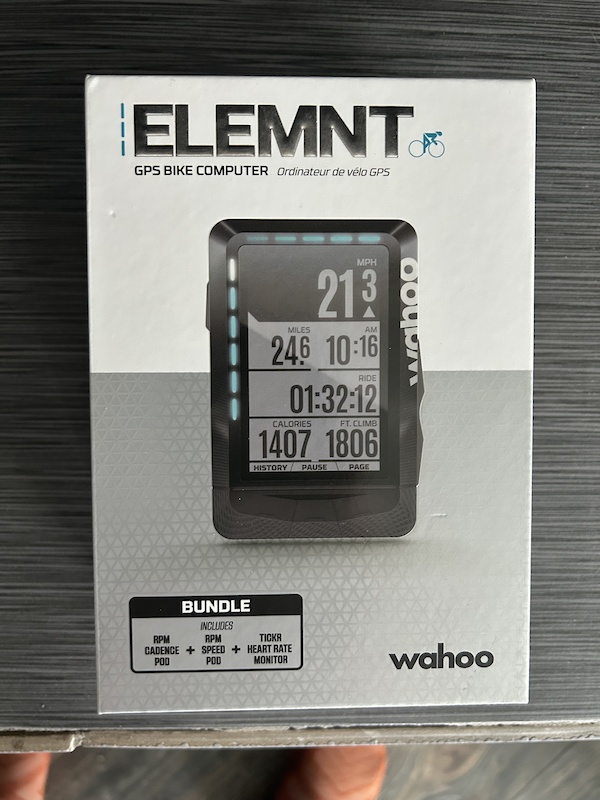 ELEMNT
GPS BIKE COMPUTER Ordinateur de vélo GPS
MPH
21.3
wahoo
MILES AM
24.6 10:16
RIDE
01:32:12
CALORIES FT. CLIMB
1407 1806
HISTORY PAUSE PAGE
BUNDLE
INCLUDES
RPM CADENCE POD + RPM SPEED POD + TICKR HEART RATE MONITOR
wahoo